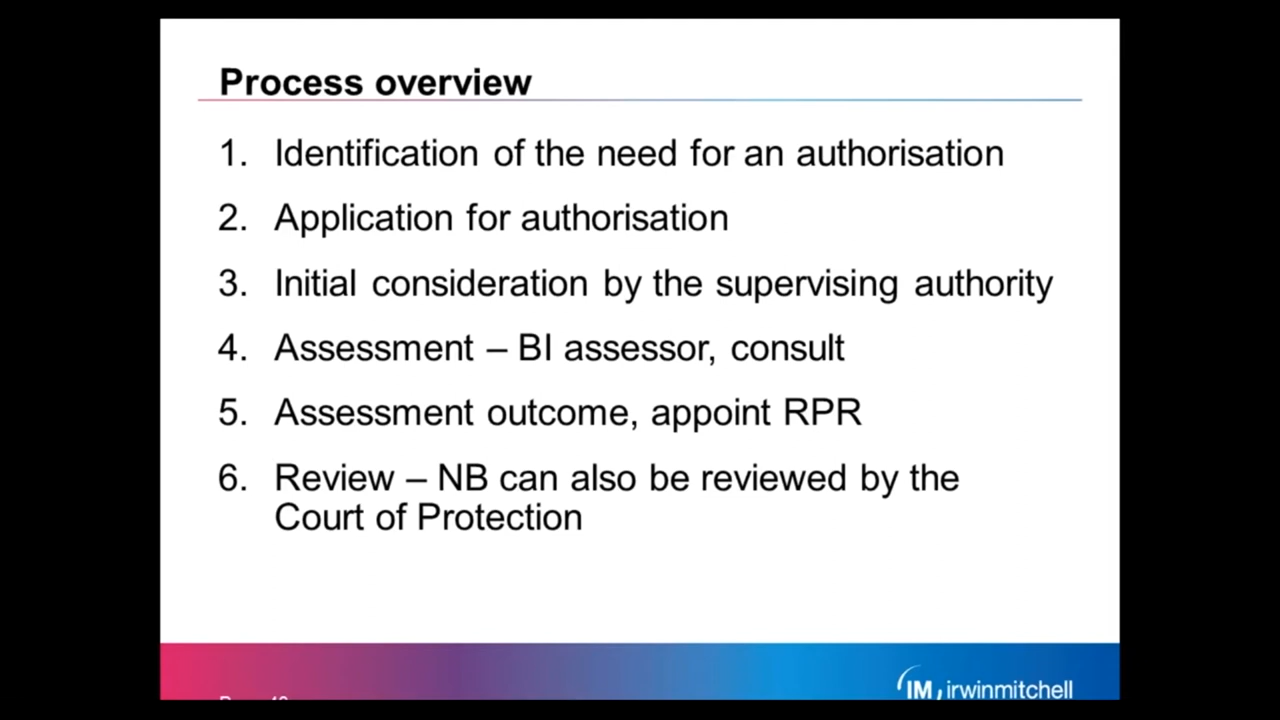 Process overview
1. Identification of the need for an authorisation
2. Application for authorisation
3. Initial consideration by the supervising authority
4. Assessment – BI assessor, consult
5. Assessment outcome, appoint RPR
6. Review – NB can also be reviewed by the
Court of Protection
IM irwinmitchell